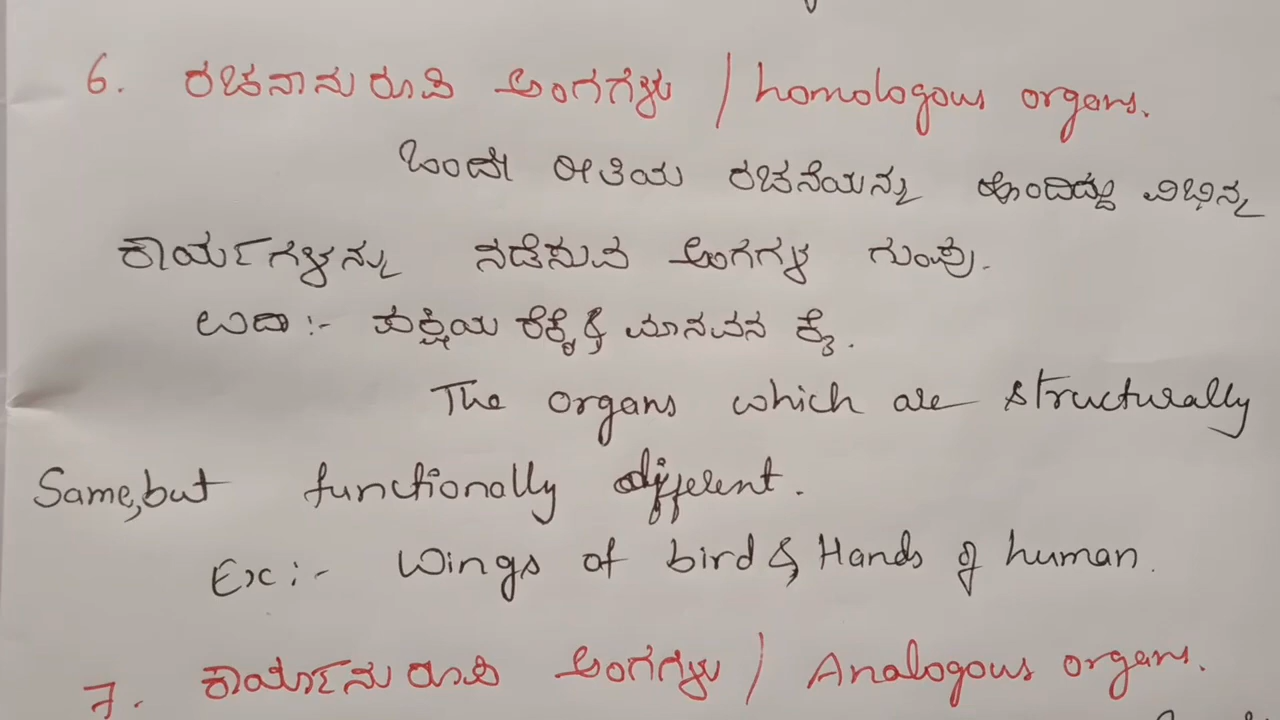 6. ರಚನಾನುರೂಪಿ ಅಂಗಗಳು / homologous organs.
ಒಂದೇ ರೀತಿಯ ರಚನೆಯನ್ನು ಹೊಂದಿದ್ದು ವಿಭಿನ್ನ
ಕಾರ್ಯಗಳನ್ನು ನಡೆಸುವ ಅಂಗಗಳ ಗುಂಪು.
ಉದಾ :- ಪಕ್ಷಿಯ ರೆಕ್ಕೆ & ಮಾನವನ ಕೈ.
The organs which are structurally
Same, but functionally different.
Ex :- Wings of bird & Hands of human.
7. ಕಾರ್ಯಾನುರೂಪಿ ಅಂಗಗಳು / Analogous organs.